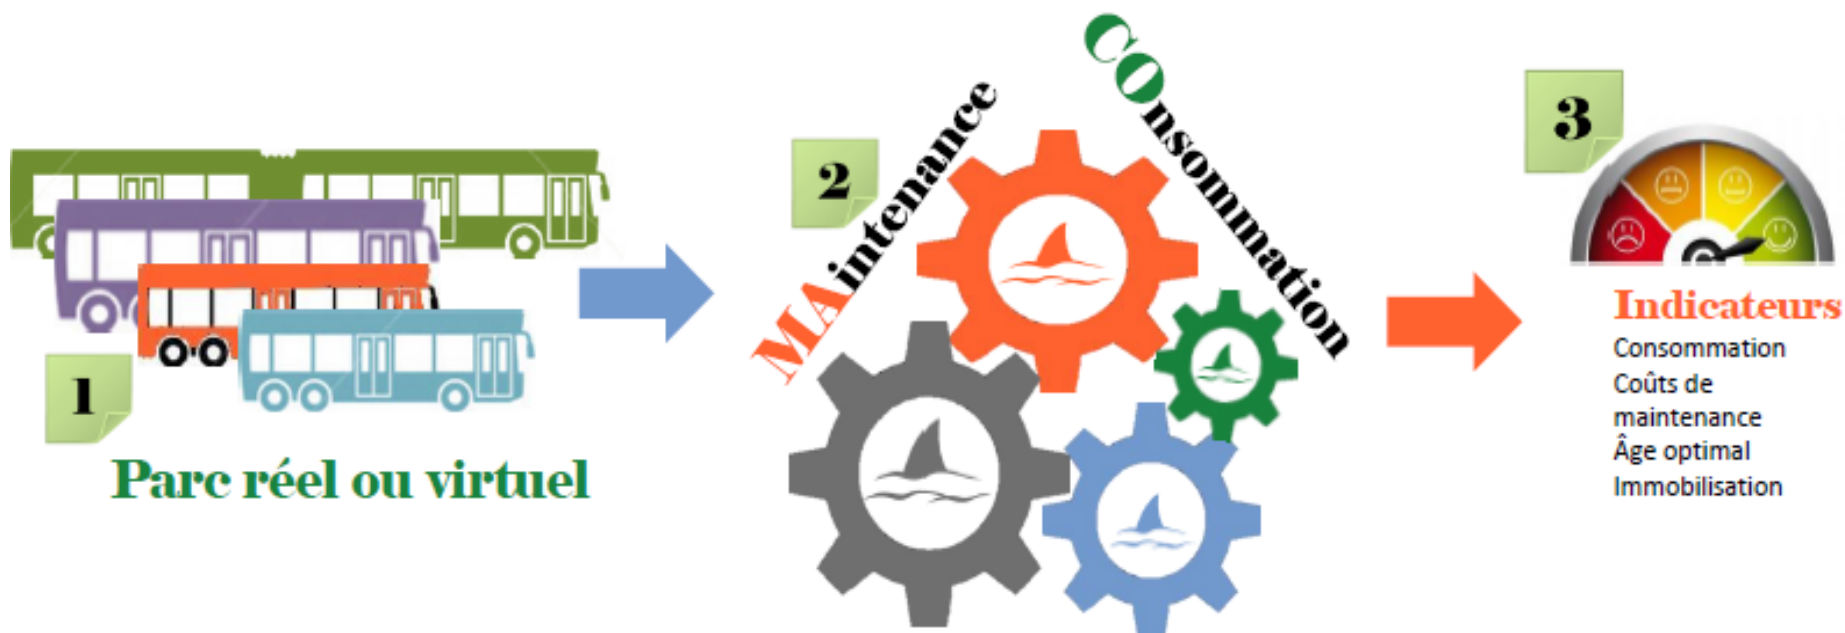 1
Parc réel ou virtuel
2
MAintenance
COnsommation
3
Indicateurs
Consommation
Coûts de
maintenance
Âge optimal
Immobilisation